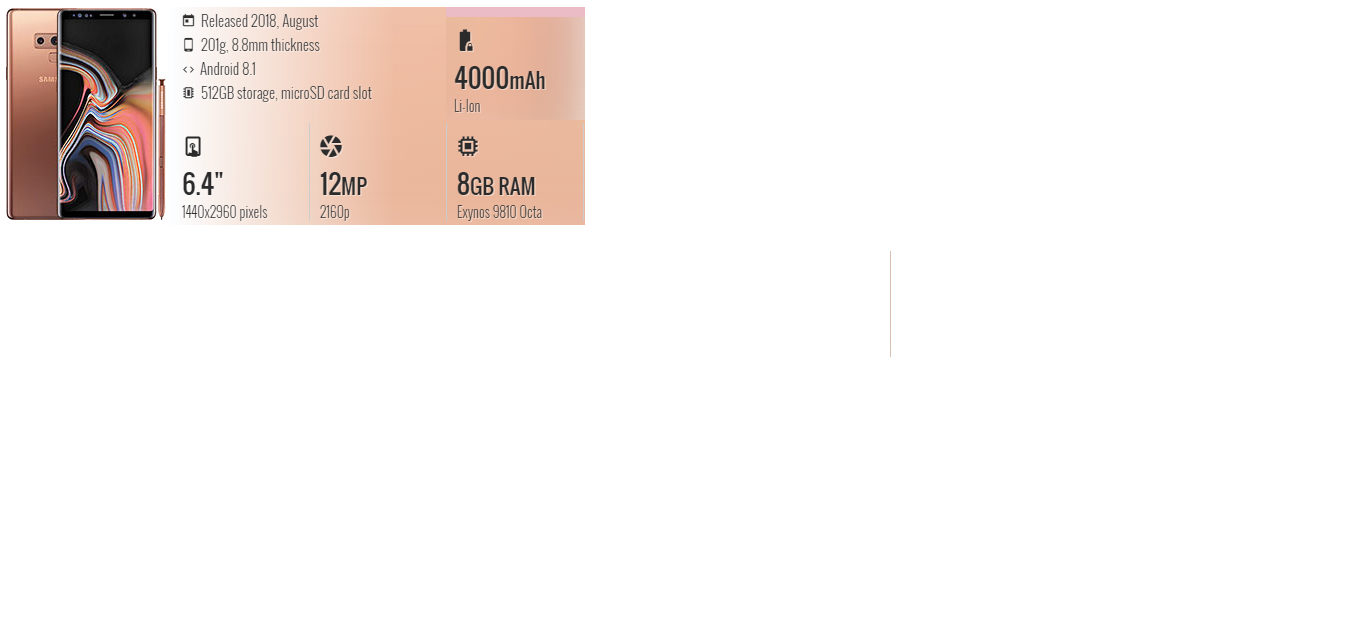 Released 2018, August
201g, 8.8mm thickness
Android 8.1
512GB storage, microSD card slot
4000mAh
Li-Ion
6.4"
1440x2960 pixels
12MP
2160p
8GB RAM
Exynos 9810 Octa